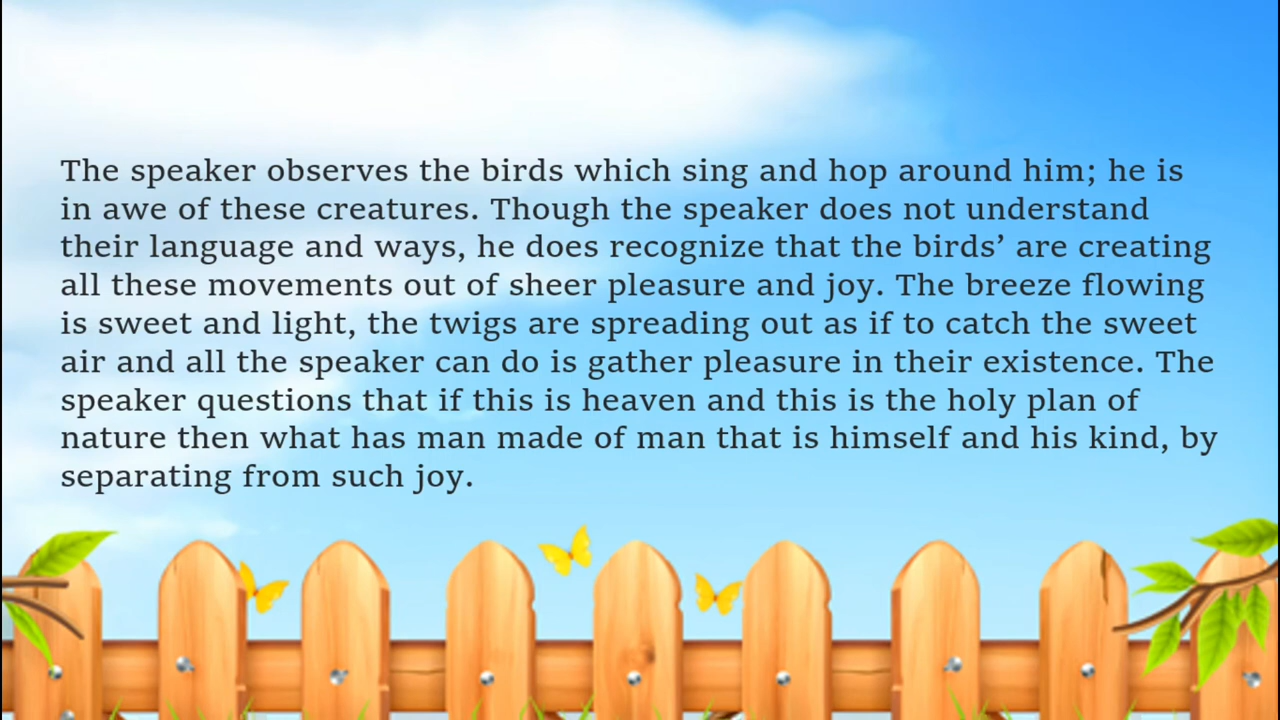 The speaker observes the birds which sing and hop around him; he is
in awe of these creatures. Though the speaker does not understand
their language and ways, he does recognize that the birds’ are creating
all these movements out of sheer pleasure and joy. The breeze flowing
is sweet and light, the twigs are spreading out as if to catch the sweet
air and all the speaker can do is gather pleasure in their existence. The
speaker questions that if this is heaven and this is the holy plan of
nature then what has man made of man that is himself and his kind, by
separating from such joy.